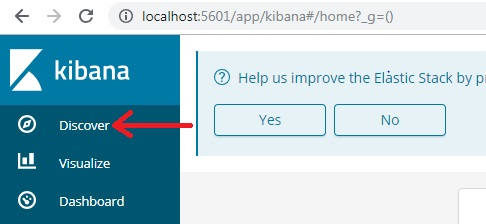 localhost:5601/app/kibana#/home?_g=()
kibana
Help us improve the Elastic Stack by
Yes
No
Discover
Visualize
Dashboard